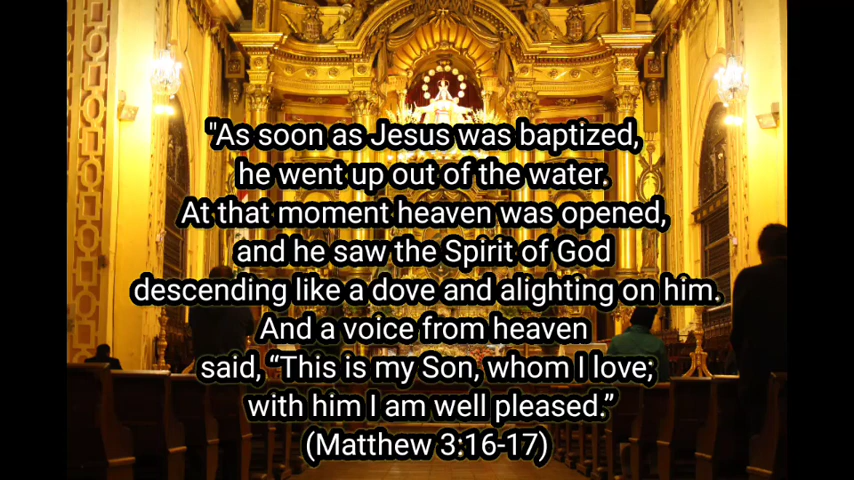 "As soon as Jesus was baptized,
he went up out of the water.
At that moment heaven was opened,
and he saw the Spirit of God
descending like a dove and alighting on him.
And a voice from heaven
said, “This is my Son, whom I love;
with him I am well pleased.”
(Matthew 3:16-17)